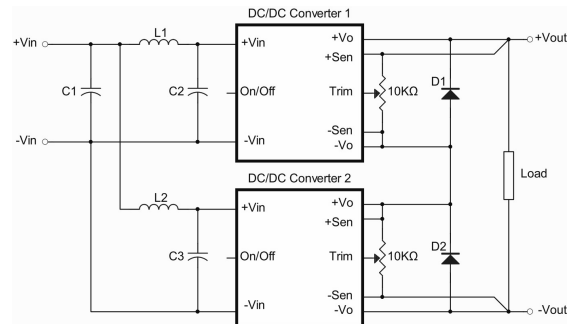 DC/DC Converter 1
+Vin
L1
+Vin
+Vo
+Vout
+Sen
C1
C2
On/Off
Trim
10KΩ
D1
-Vin
-Vin
-Sen
-Vo
DC/DC Converter 2
Load
L2
+Vin
+Vo
+Sen
C3
On/Off
Trim
10KΩ
D2
-Vin
-Sen
-Vo
-Vout